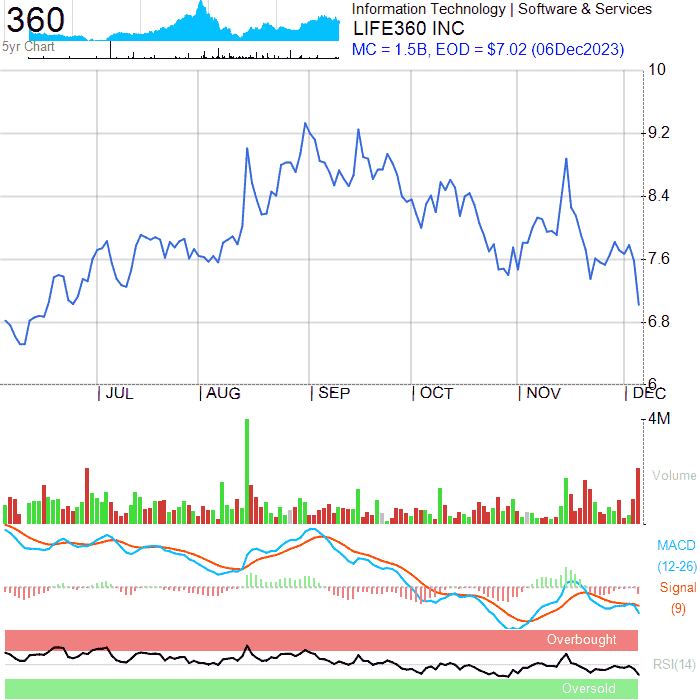 360
5yr Chart
Information Technology | Software & Services
LIFE360 INC
MC = 1.5B, EOD = $7.02 (06Dec2023)
10
9.2
8.4
7.6
6.8
6
JUL AUG SEP OCT NOV DEC
4M
Volume
MACD
(12-26)
Signal
(9)
Overbought
RSI(14)
Oversold